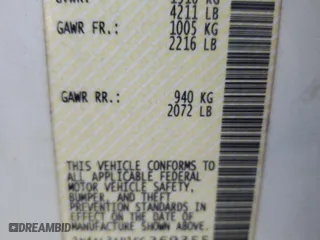 4211 LB
GAWR FR.: 1005 KG
2216 LB
GAWR RR.: 940 KG
2072 LB
THIS VEHICLE CONFORMS TO
ALL APPLICABLE FEDERAL
MOTOR VEHICLE SAFETY,
BUMPER, AND THEFT
PREVENTION STANDARDS IN
EFFECT ON THE DATE OF
MANUFACTURE SHOWN ABOVE.
DREAMBID